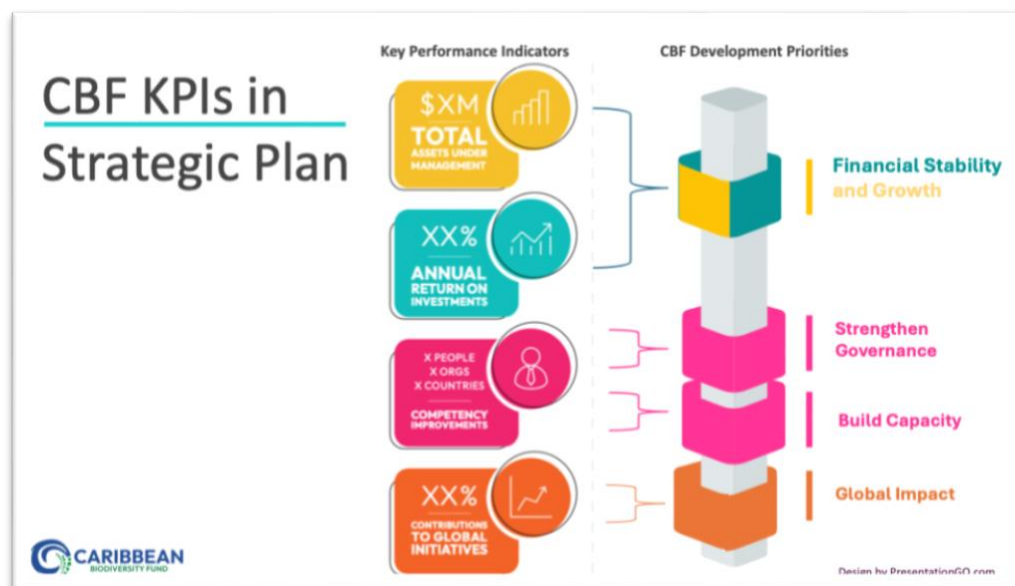 CBF KPIs in
Strategic Plan
Key Performance Indicators
$XM
TOTAL
ASSETS UNDER
MANAGEMENT
XX%
ANNUAL
RETURN ON
INVESTMENTS
X PEOPLE
X ORGS
X COUNTRIES
COMPETENCY
IMPROVEMENTS
XX%
CONTRIBUTIONS
TO GLOBAL
INITIATIVES
CBF Development Priorities
Financial Stability
and Growth
Strengthen
Governance
Build Capacity
Global Impact
CARIBBEAN
BIODIVERSITY FUND
Design by PresentationGO.com